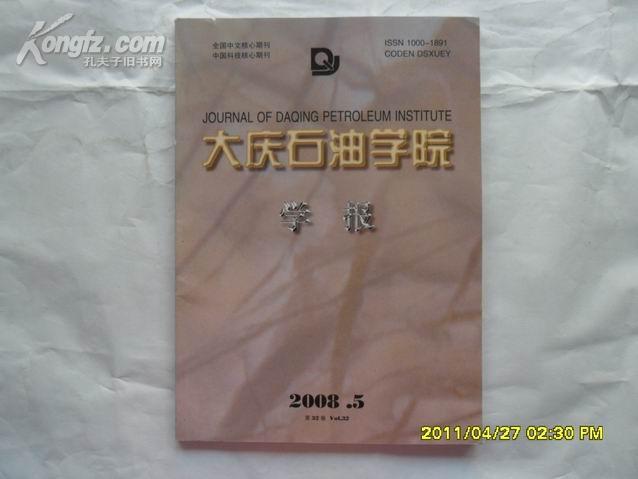 Kongfz.com
孔夫子旧书网
全国中文核心期刊
中国科技核心期刊
DQ
ISSN 1000-1891
CODEN DSXUEY
JOURNAL OF DAQING PETROLEUM INSTITUTE
大庆石油学院
学报
2008 .5
第32卷 Vol.32
2011/04/27 02:30 PM